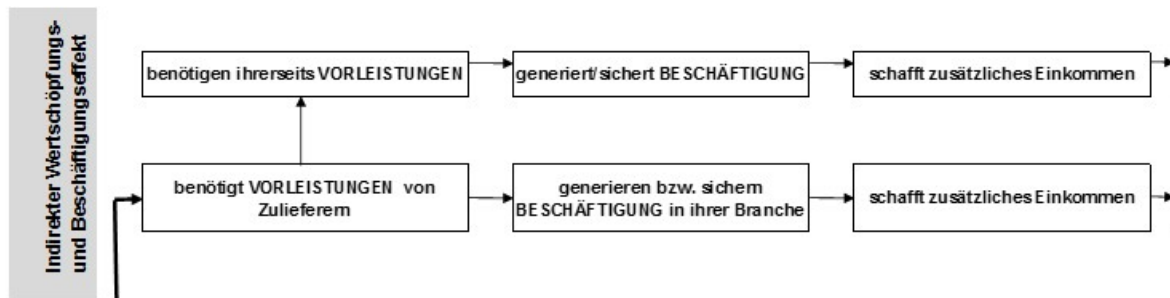 Indirekter Wertschöpfungs-
und Beschäftigungseffekt
benötigen ihrerseits VORLEISTUNGEN
generiert/sichert BESCHÄFTIGUNG
schafft zusätzliches Einkommen
benötigt VORLEISTUNGEN von
Zulieferern
generieren bzw. sichern
BESCHÄFTIGUNG in ihrer Branche
schafft zusätzliches Einkommen